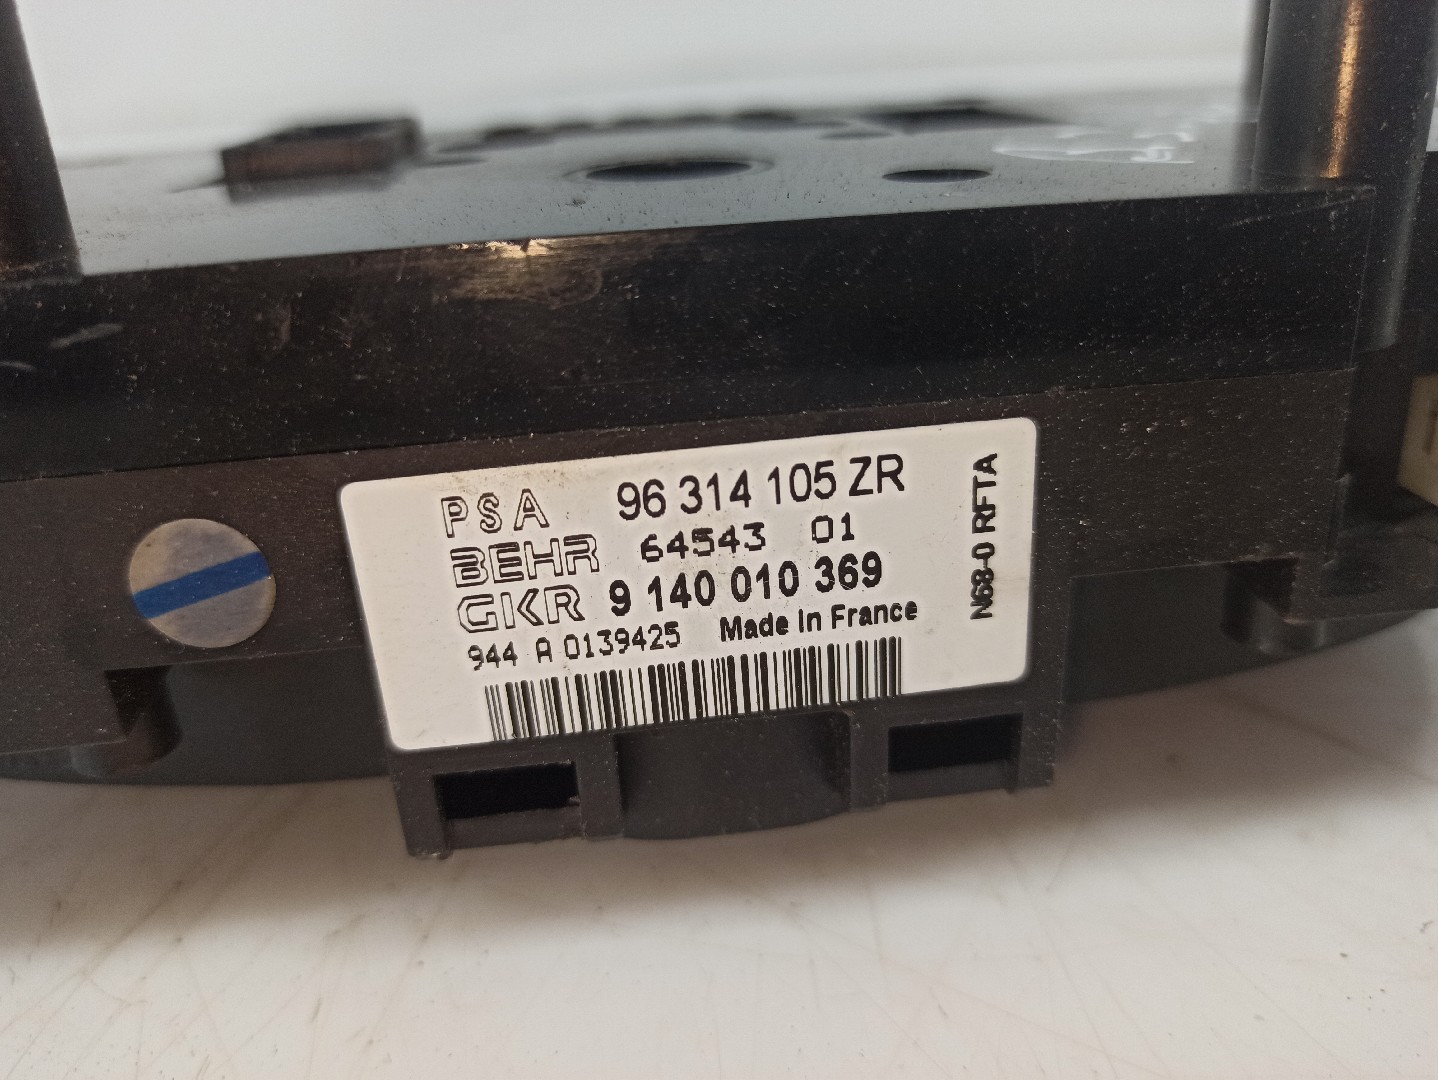 PSA 96 314 105 ZR
BEHR 64543 01
GKR 9 140 010 369
944 A 0139425 Made In France
N68-0 RFTA